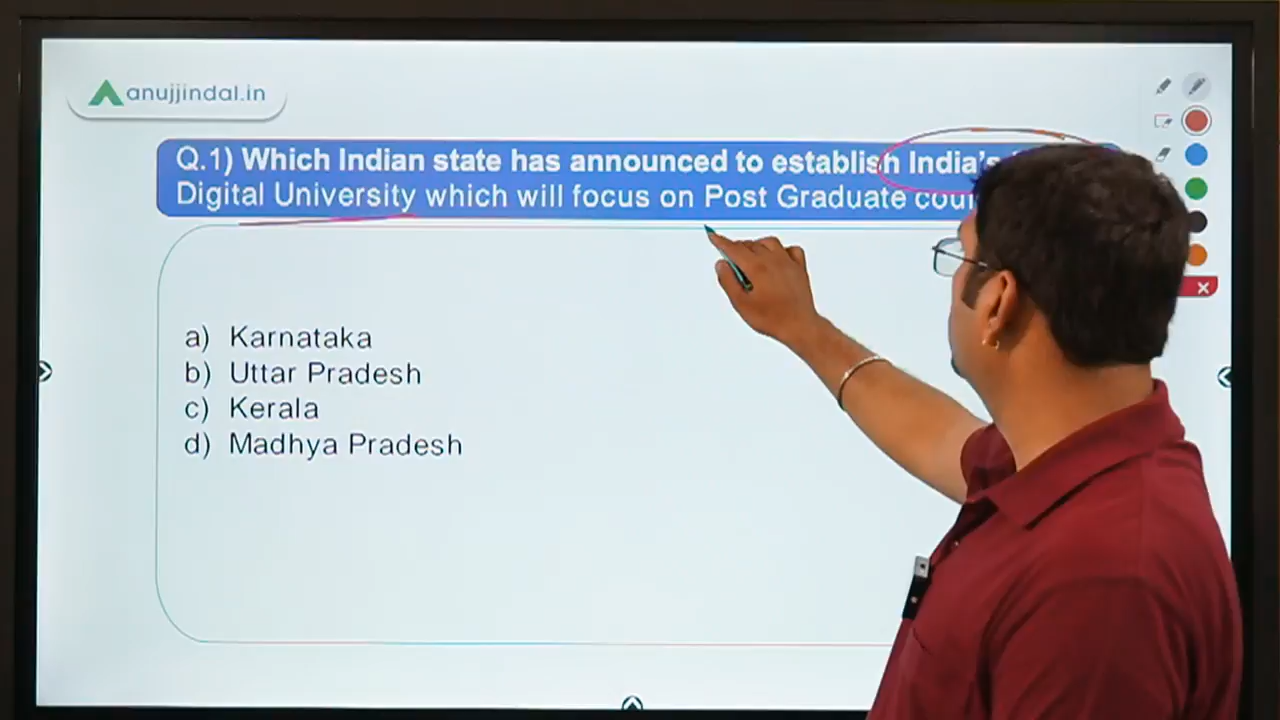 anujjindal.in
Q.1) Which Indian state has announced to establish India's
Digital University which will focus on Post Graduate
a) Karnataka
b) Uttar Pradesh
c) Kerala
d) Madhya Pradesh